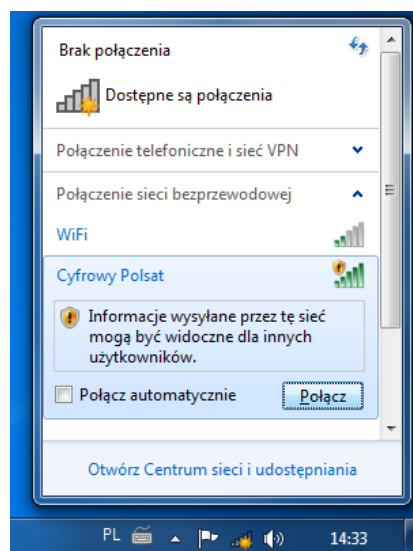 Brak połączenia
Dostępne są połączenia
Połączenie telefoniczne i sieć VPN
Połączenie sieci bezprzewodowej
WiFi
Cyfrowy Polsat
Informacje wysyłane przez tę sieć
mogą być widoczne dla innych
użytkowników.
Połącz automatycznie
Połącz
Otwórz Centrum sieci i udostępniania
PL
14:33